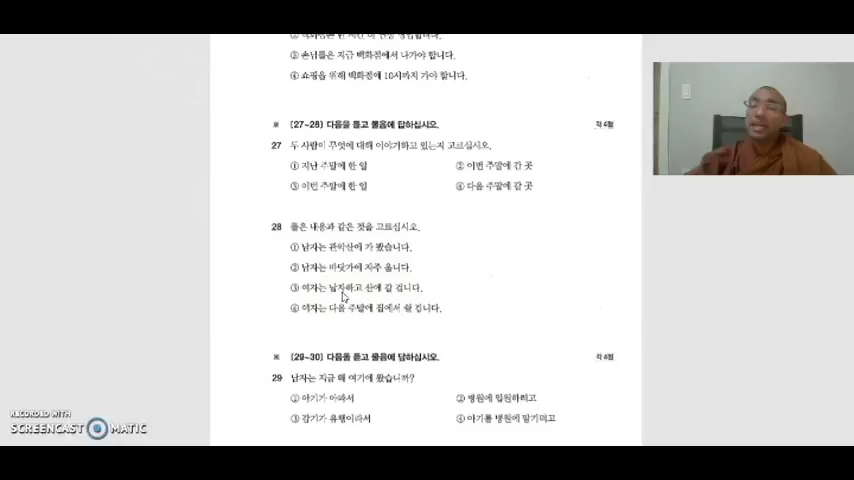 ③ 손님들은 지금 백화점에서 나가야 합니다.
④ 쇼핑을 위해 백화점에 10시까지 가야 합니다.
※ [27~28] 다음을 듣고 물음에 답하십시오. 각 4점
27 두 사람이 무엇에 대해 이야기하고 있는지 고르십시오.
① 지난 주말에 한 일 ② 이번 주말에 간 곳
③ 이번 주말에 한 일 ④ 다음 주말에 갈 곳
28 들은 내용과 같은 것을 고르십시오.
① 남자는 관악산에 가 봤습니다.
② 남자는 바닷가에 자주 옵니다.
③ 여자는 남자하고 산에 갈 겁니다.
④ 여자는 다음 주말에 집에서 쉴 겁니다.
※ [29~30] 다음을 듣고 물음에 답하십시오. 각 4점
29 남자는 지금 왜 여기에 왔습니까?
① 아기가 아파서 ② 병원에 입원하려고
③ 감기가 유행이라서 ④ 아기를 병원에 맡기려고
RECORDED WITH
SCREENCAST MATIC